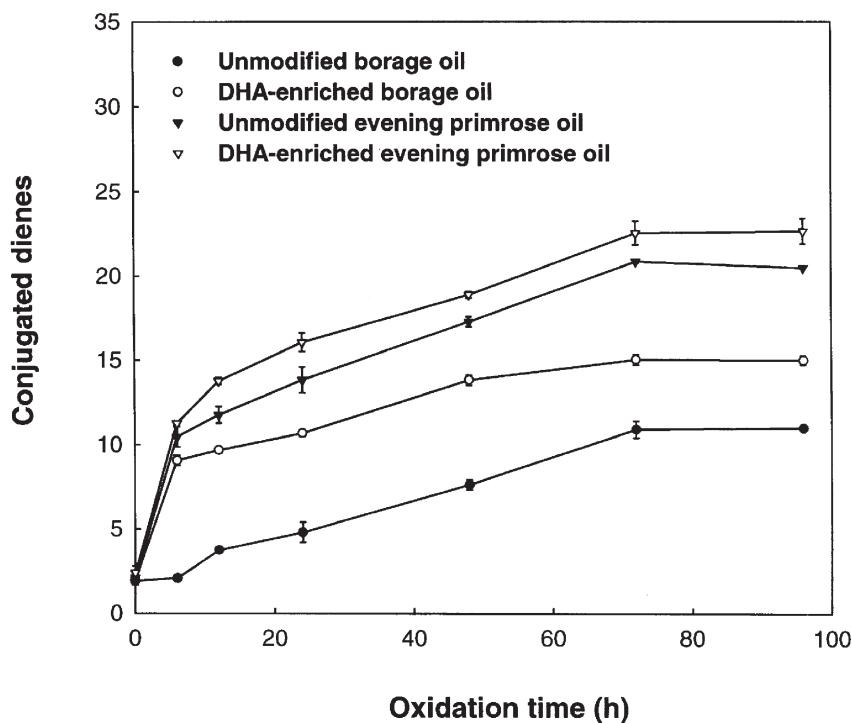 35
30
25
20
15
10
5
0
Conjugated dienes
Unmodified borage oil
DHA-enriched borage oil
Unmodified evening primrose oil
DHA-enriched evening primrose oil
0 20 40 60 80 100
Oxidation time (h)